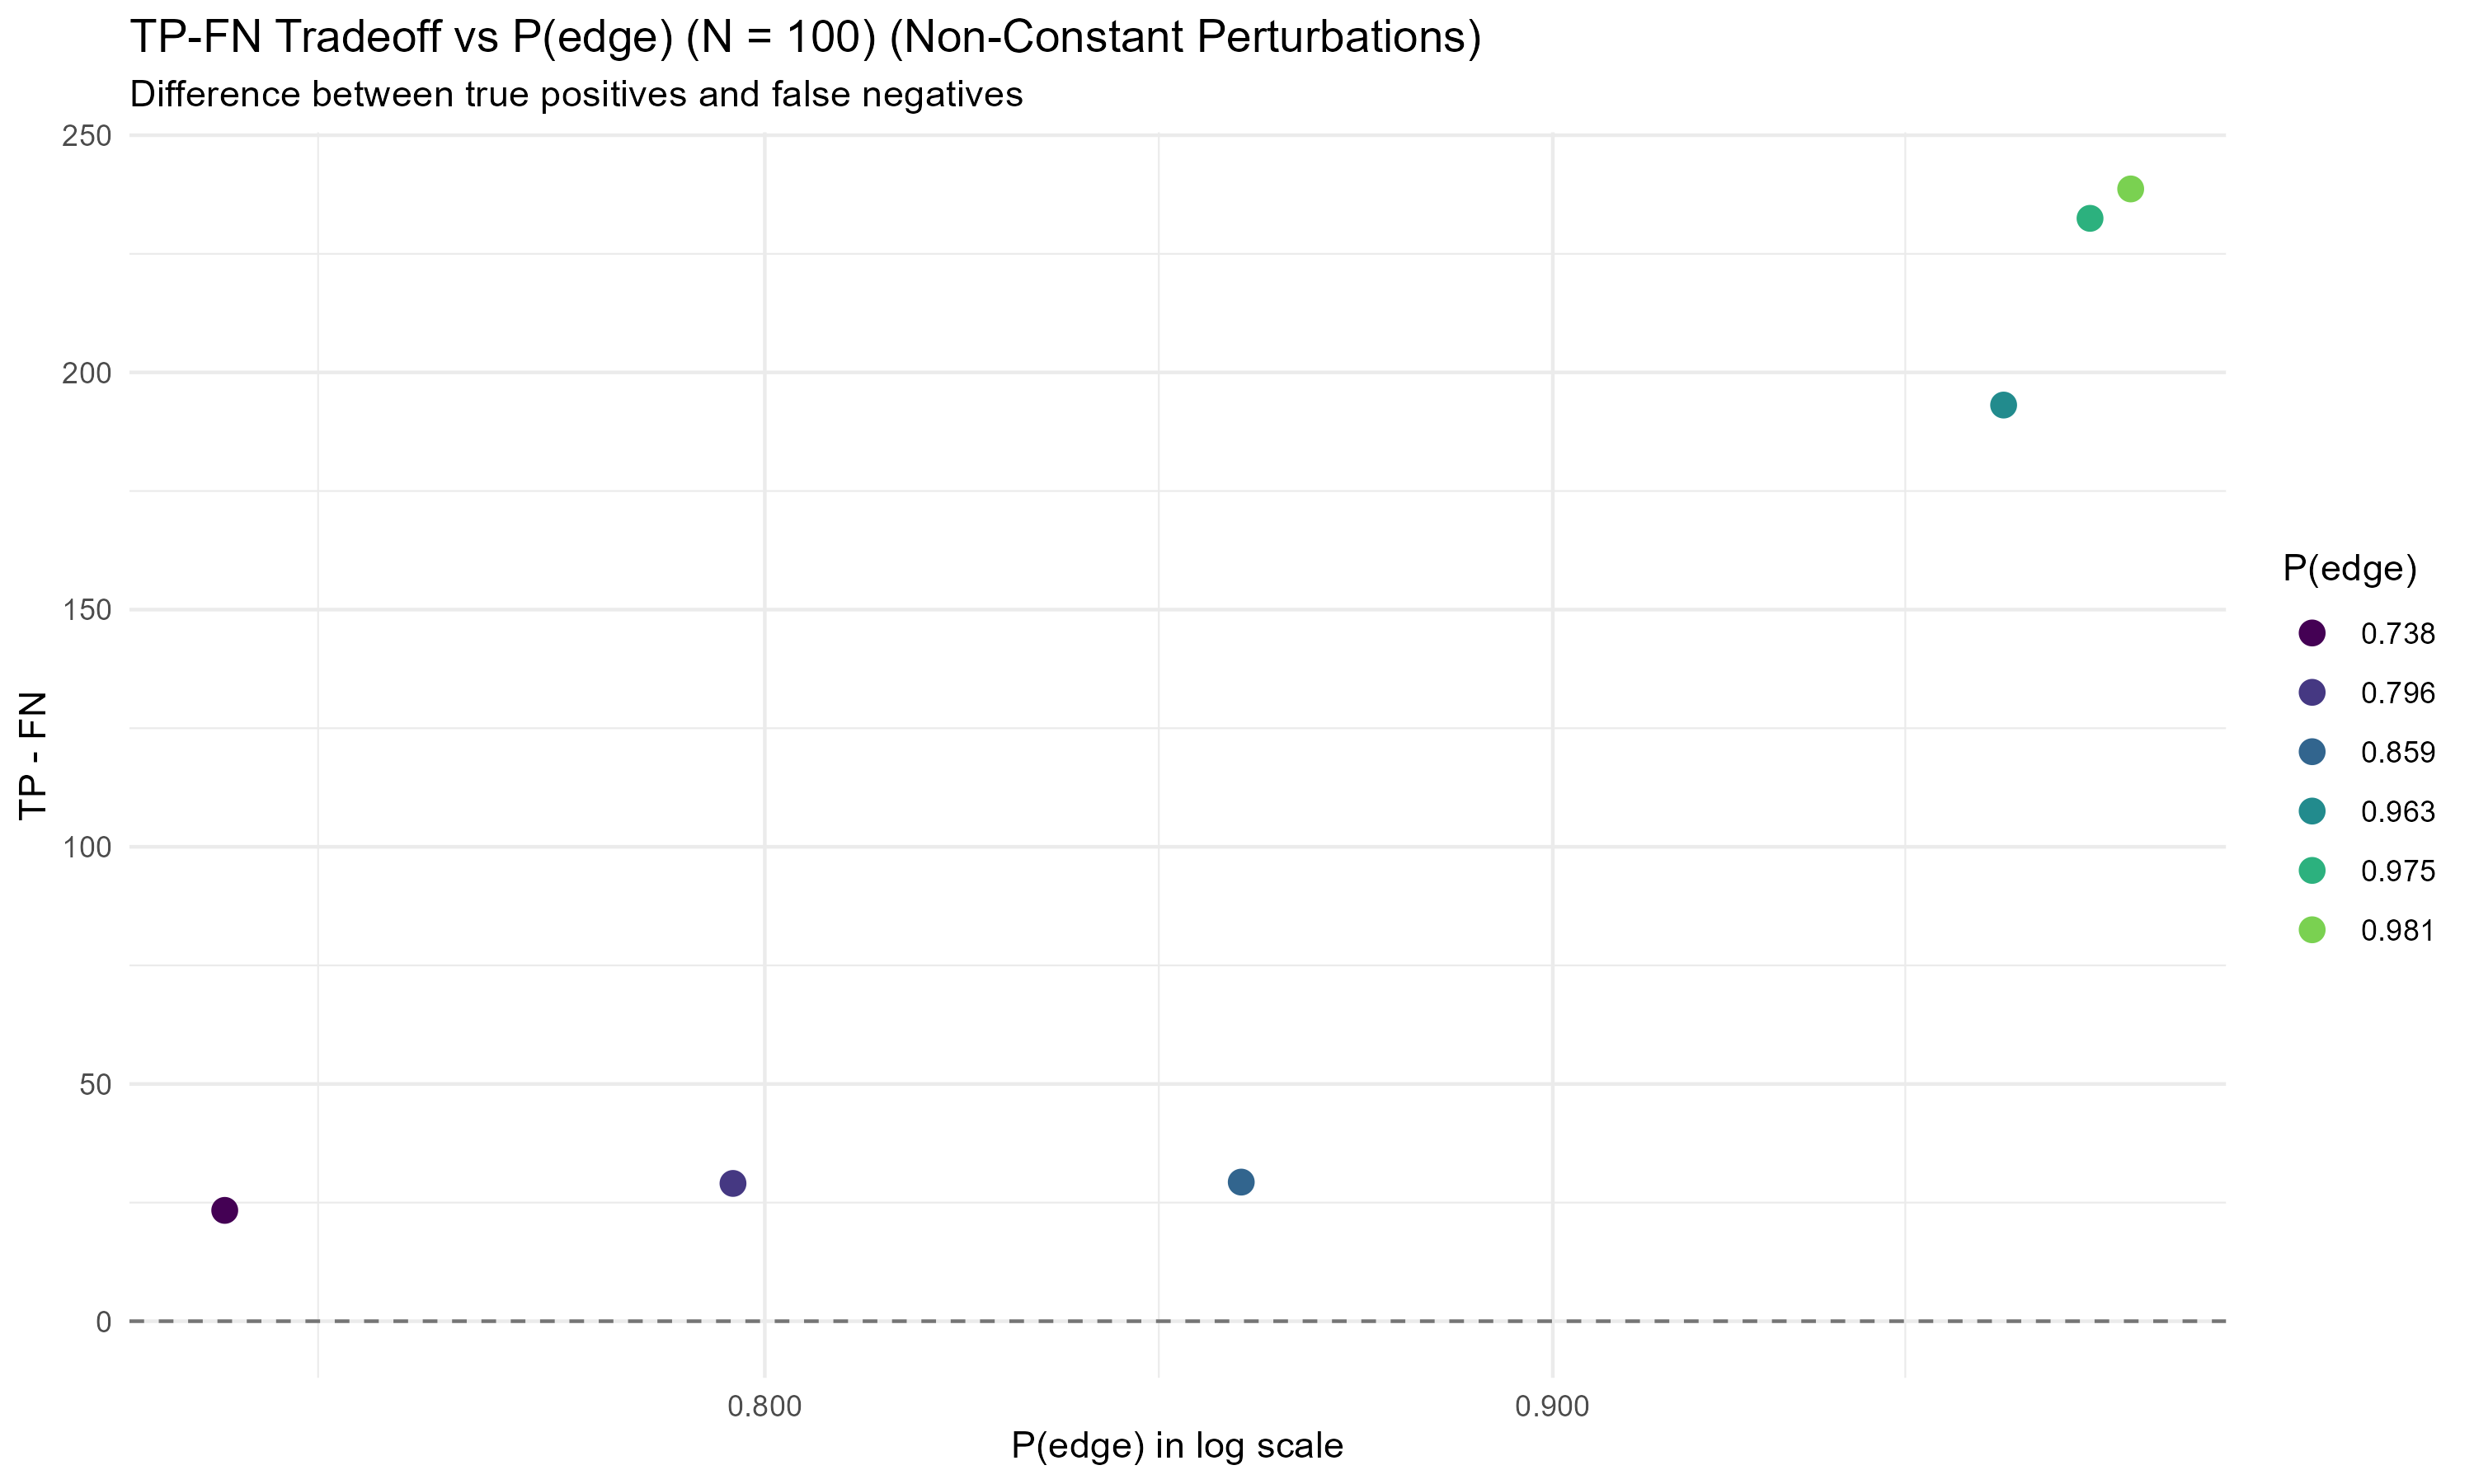 TP-FN Tradeoff vs P(edge) (N = 100) (Non-Constant Perturbations)
Difference between true positives and false negatives
250
200
150
100
50
0
TP - FN
0.800
0.900
P(edge) in log scale
P(edge)
0.738
0.796
0.859
0.963
0.975
0.981